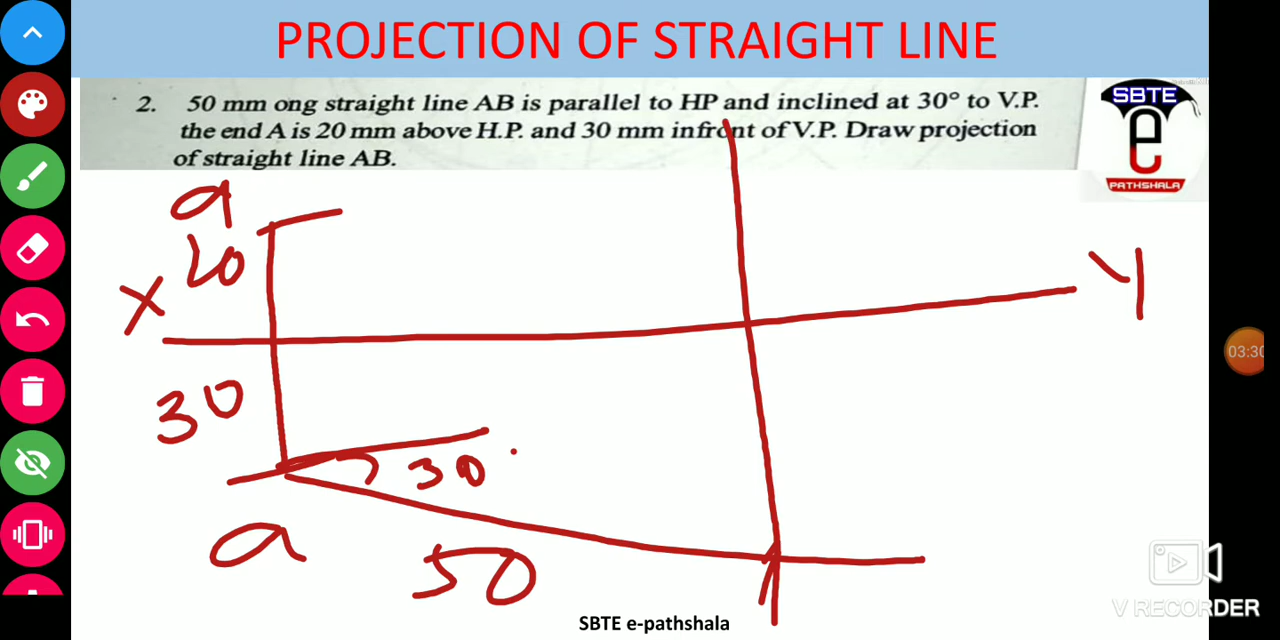 PROJECTION OF STRAIGHT LINE
2. 50 mm ong straight line AB is parallel to HP and inclined at 30° to V.P.
the end A is 20 mm above H.P. and 30 mm infront of V.P. Draw projection
of straight line AB.
SBTE
e
PATHSHALA
a
20
X
Y
03:30
30
30
a
50
V RECORDER
SBTE e-pathshala